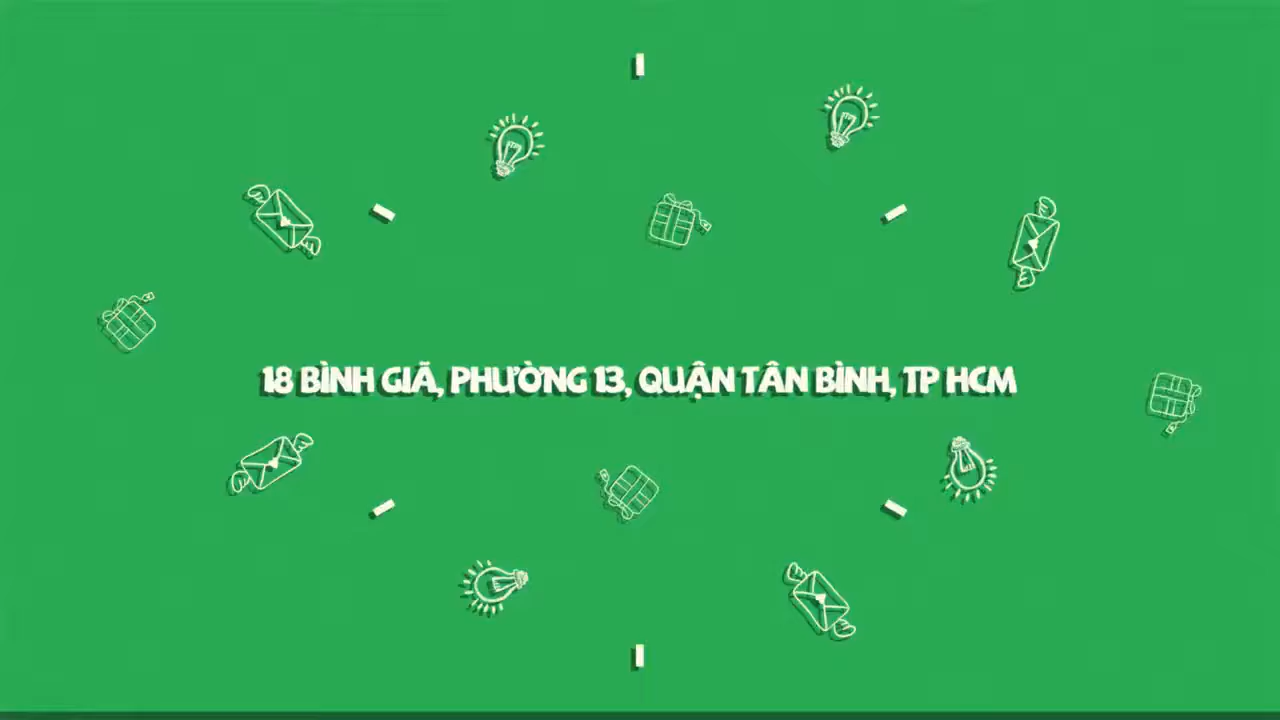 18 BÌNH GIÃ, PHƯỜNG 13, QUẬN TÂN BÌNH, TP HCM